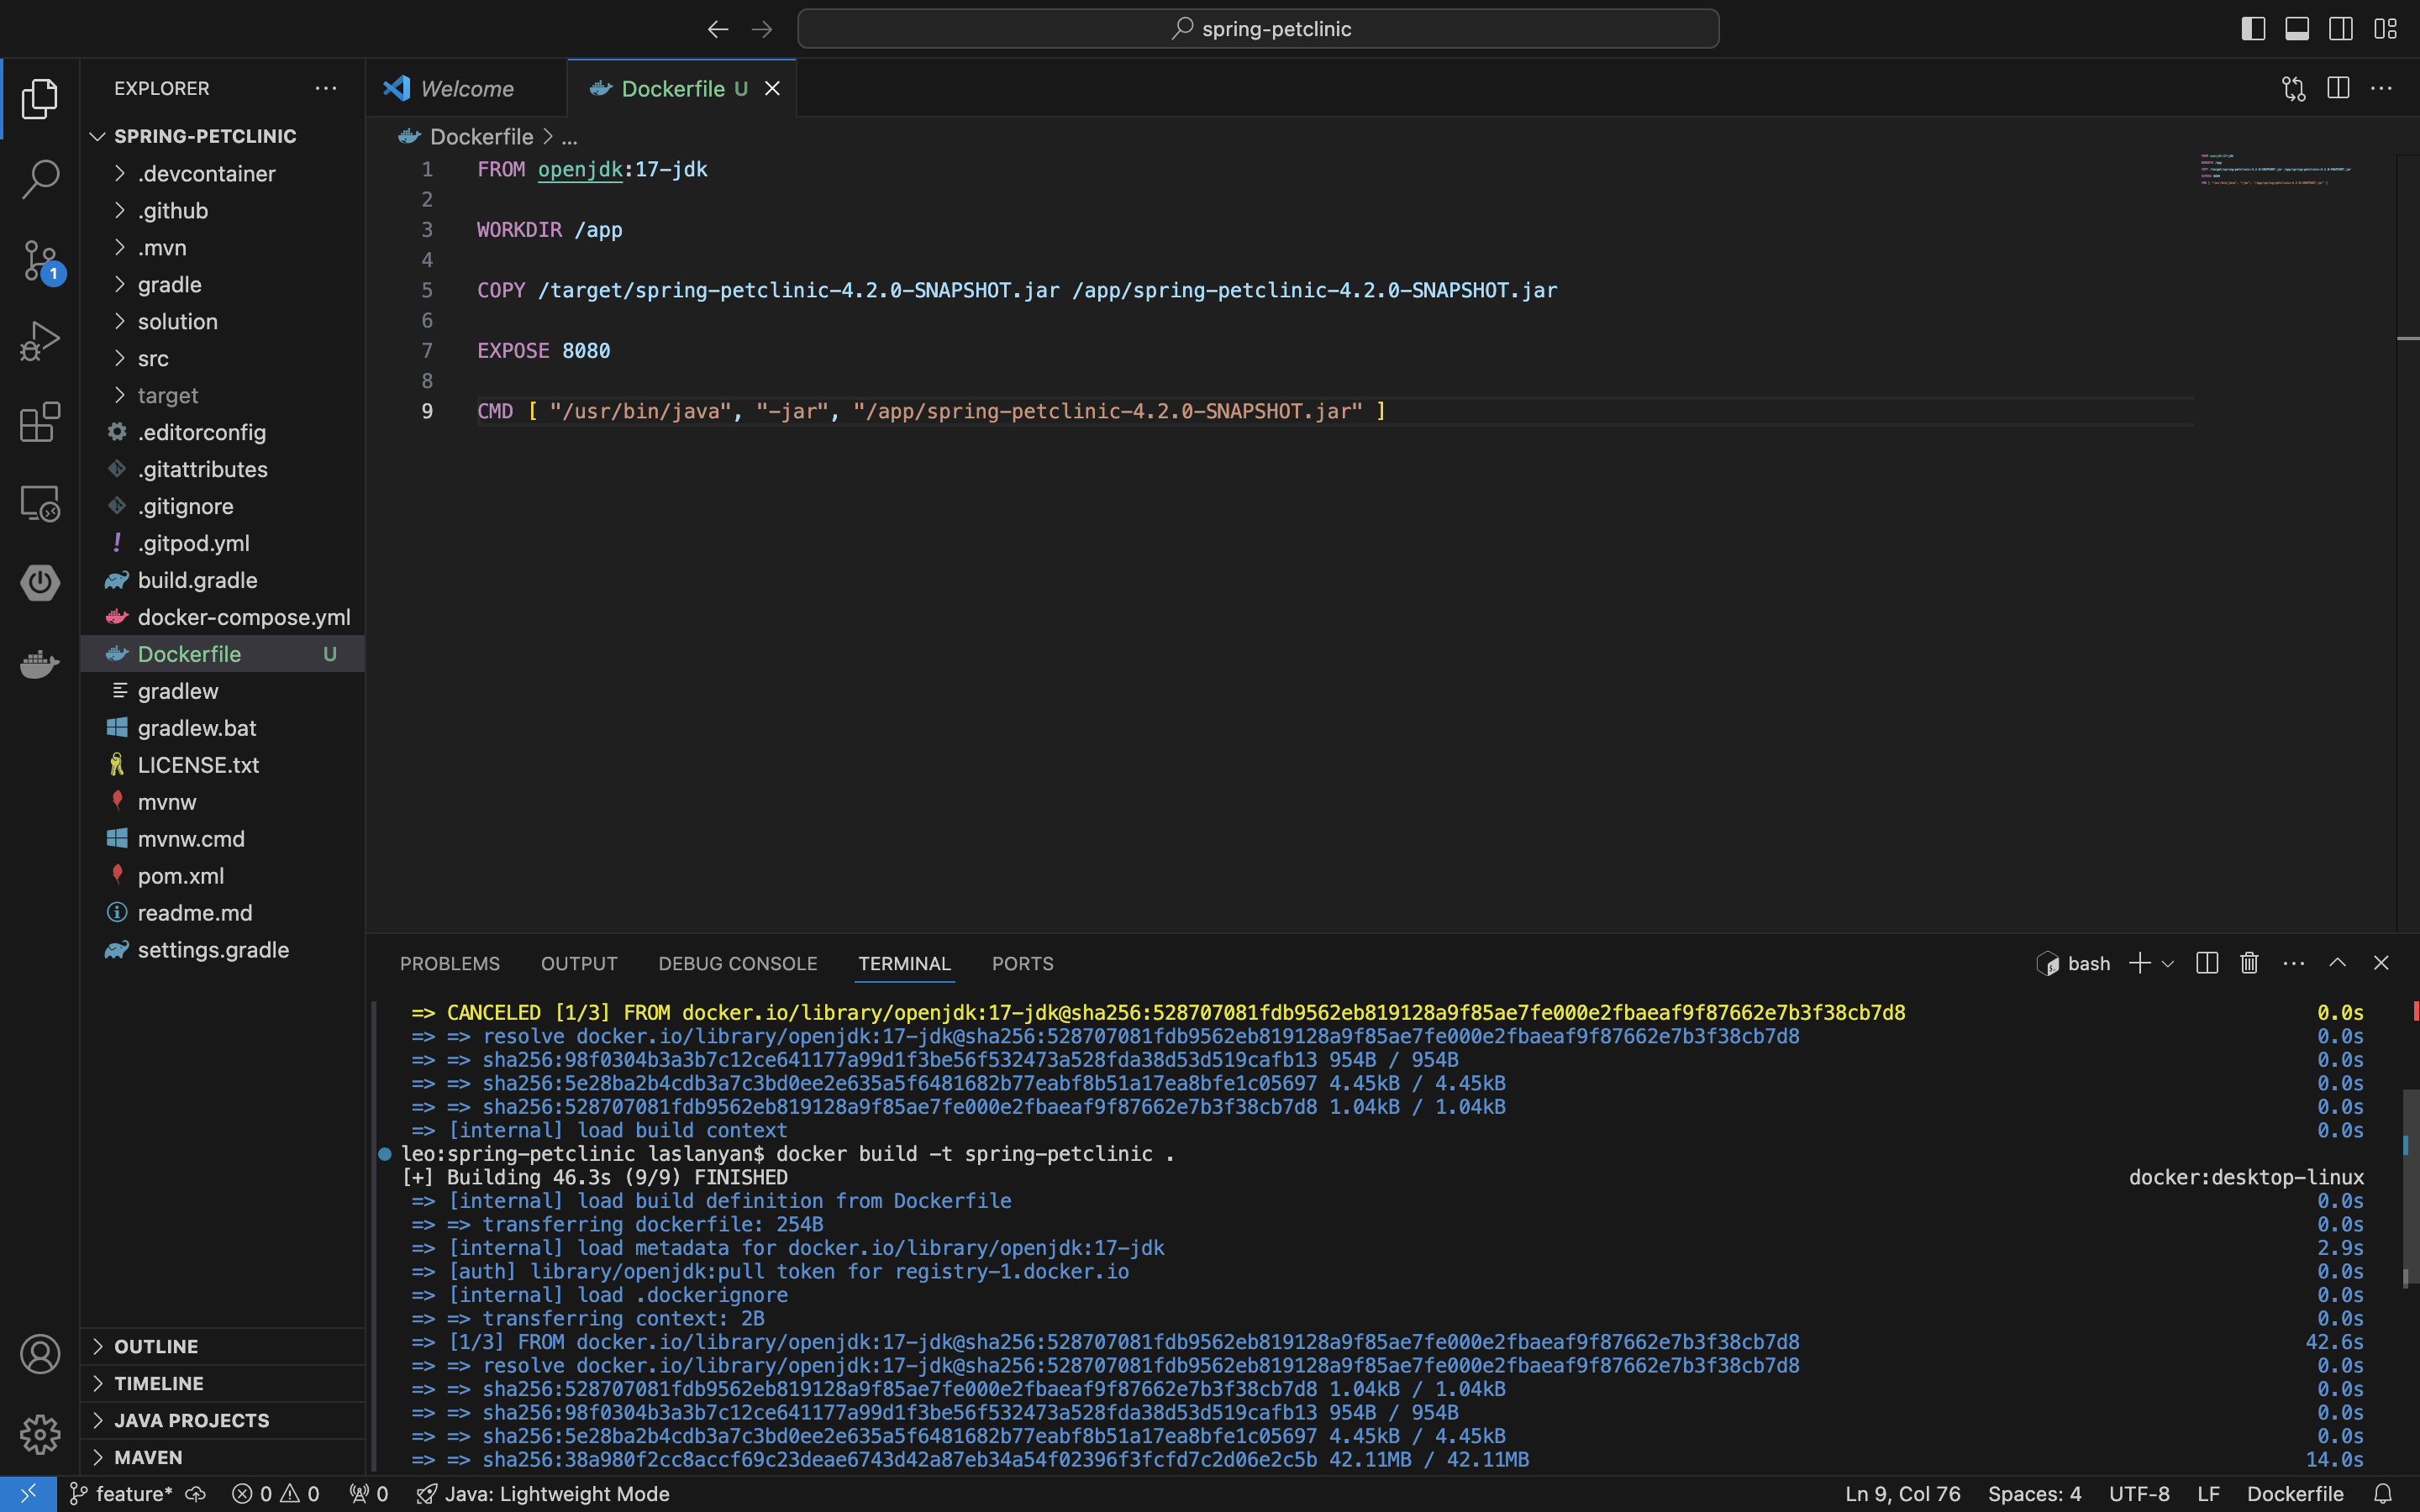 spring-petclinic
EXPLORER
Welcome
Dockerfile U
SPRING-PETCLINIC
.devcontainer
.github
.mvn
gradle
solution
src
target
.editorconfig
.gitattributes
.gitignore
.gitpod.yml
build.gradle
docker-compose.yml
Dockerfile U
gradlew
gradlew.bat
LICENSE.txt
mvnw
mvnw.cmd
pom.xml
readme.md
settings.gradle
OUTLINE
TIMELINE
JAVA PROJECTS
MAVEN
1
Dockerfile > ...
1 FROM openjdk:17-jdk
2
3 WORKDIR /app
4
5 COPY /target/spring-petclinic-4.2.0-SNAPSHOT.jar /app/spring-petclinic-4.2.0-SNAPSHOT.jar
6
7 EXPOSE 8080
8
9 CMD [ "/usr/bin/java", "-jar", "/app/spring-petclinic-4.2.0-SNAPSHOT.jar" ]
PROBLEMS OUTPUT DEBUG CONSOLE TERMINAL PORTS bash
=> CANCELED [1/3] FROM docker.io/library/openjdk:17-jdk@sha256:528707081fdb9562eb819128a9f85ae7fe000e2fbaeaf9f87662e7b3f38cb7d8 0.0s
=> => resolve docker.io/library/openjdk:17-jdk@sha256:528707081fdb9562eb819128a9f85ae7fe000e2fbaeaf9f87662e7b3f38cb7d8 0.0s
=> => sha256:98f0304b3a3b7c12ce641177a99d1f3be56f532473a528fda38d53d519cafb13 954B / 954B 0.0s
=> => sha256:5e28ba2b4cdb3a7c3bd0ee2e635a5f6481682b77eabf8b51a17ea8bfe1c05697 4.45kB / 4.45kB 0.0s
=> => sha256:528707081fdb9562eb819128a9f85ae7fe000e2fbaeaf9f87662e7b3f38cb7d8 1.04kB / 1.04kB 0.0s
=> [internal] load build context 0.0s
leo:spring-petclinic laslanyan$ docker build -t spring-petclinic .
[+] Building 46.3s (9/9) FINISHED docker:desktop-linux
=> [internal] load build definition from Dockerfile 0.0s
=> => transferring dockerfile: 254B 0.0s
=> [internal] load metadata for docker.io/library/openjdk:17-jdk 2.9s
=> [auth] library/openjdk:pull token for registry-1.docker.io 0.0s
=> [internal] load .dockerignore 0.0s
=> => transferring context: 2B 0.0s
=> [1/3] FROM docker.io/library/openjdk:17-jdk@sha256:528707081fdb9562eb819128a9f85ae7fe000e2fbaeaf9f87662e7b3f38cb7d8 42.6s
=> => resolve docker.io/library/openjdk:17-jdk@sha256:528707081fdb9562eb819128a9f85ae7fe000e2fbaeaf9f87662e7b3f38cb7d8 0.0s
=> => sha256:528707081fdb9562eb819128a9f85ae7fe000e2fbaeaf9f87662e7b3f38cb7d8 1.04kB / 1.04kB 0.0s
=> => sha256:98f0304b3a3b7c12ce641177a99d1f3be56f532473a528fda38d53d519cafb13 954B / 954B 0.0s
=> => sha256:5e28ba2b4cdb3a7c3bd0ee2e635a5f6481682b77eabf8b51a17ea8bfe1c05697 4.45kB / 4.45kB 0.0s
=> => sha256:38a980f2cc8accf69c23deae6743d42a87eb34a54f02396f3fcfd7c2d06e2c5b 42.11MB / 42.11MB 14.0s
feature* 0 0 0 Java: Lightweight Mode Ln 9, Col 76 Spaces: 4 UTF-8 LF Dockerfile